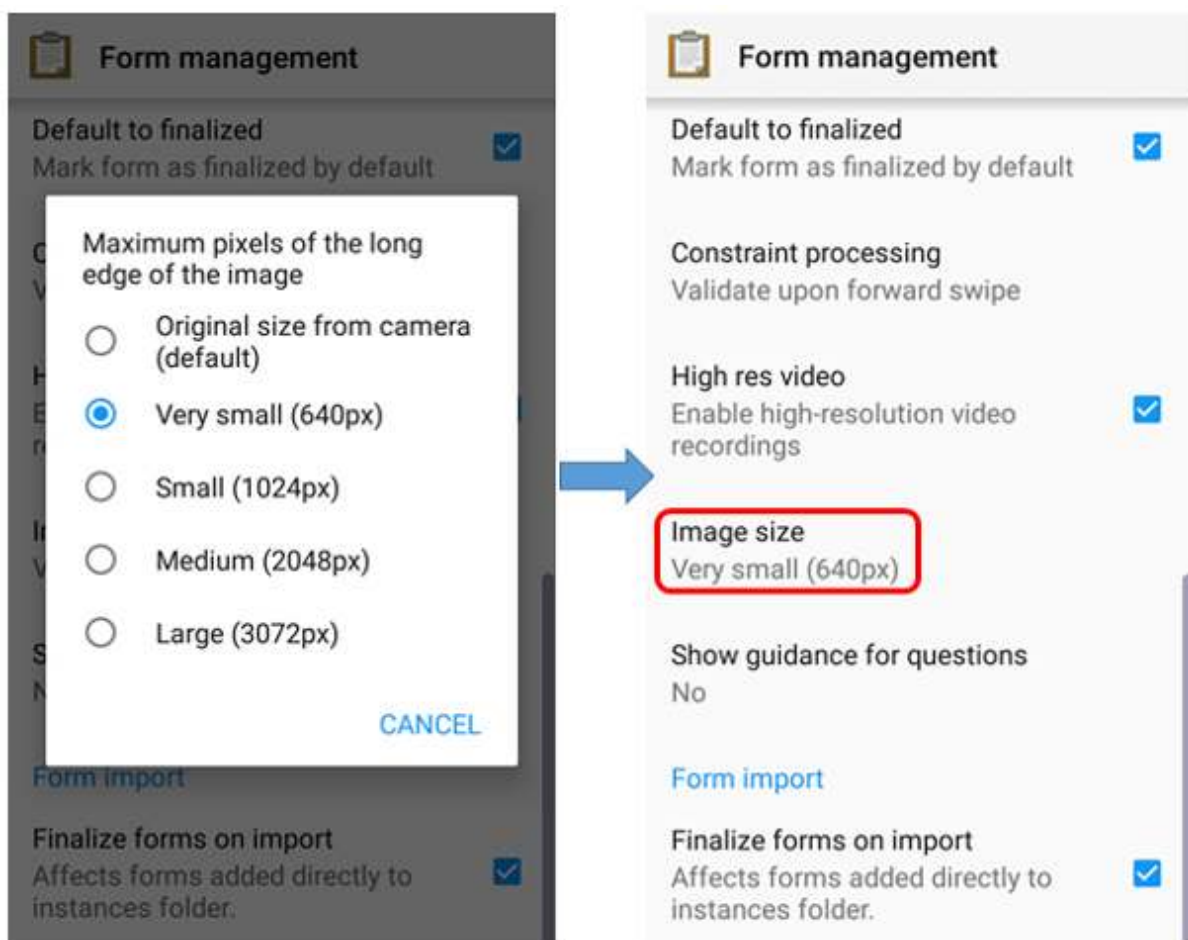 Form management
Default to finalized
Mark form as finalized by default
Maximum pixels of the long
edge of the image
Original size from camera
(default)
Very small (640px)
Small (1024px)
Medium (2048px)
Large (3072px)
CANCEL
Form import
Finalize forms on import
Affects forms added directly to
instances folder.
Form management
Default to finalized
Mark form as finalized by default
Constraint processing
Validate upon forward swipe
High res video
Enable high-resolution video
recordings
Image size
Very small (640px)
Show guidance for questions
No
Form import
Finalize forms on import
Affects forms added directly to
instances folder.